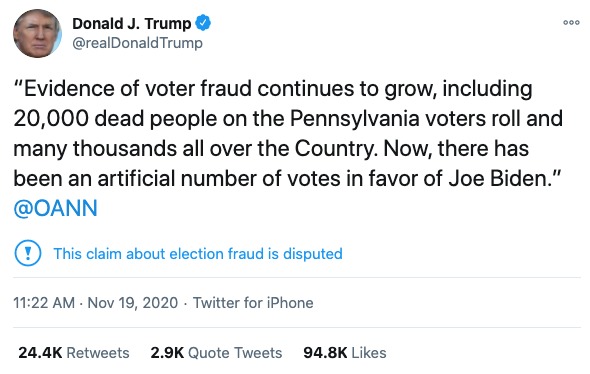 Donald J. Trump
@realDonaldTrump
“Evidence of voter fraud continues to grow, including
20,000 dead people on the Pennsylvania voters roll and
many thousands all over the Country. Now, there has
been an artificial number of votes in favor of Joe Biden.”
@OANN
This claim about election fraud is disputed
11:22 AM · Nov 19, 2020 · Twitter for iPhone
24.4K Retweets 2.9K Quote Tweets 94.8K Likes